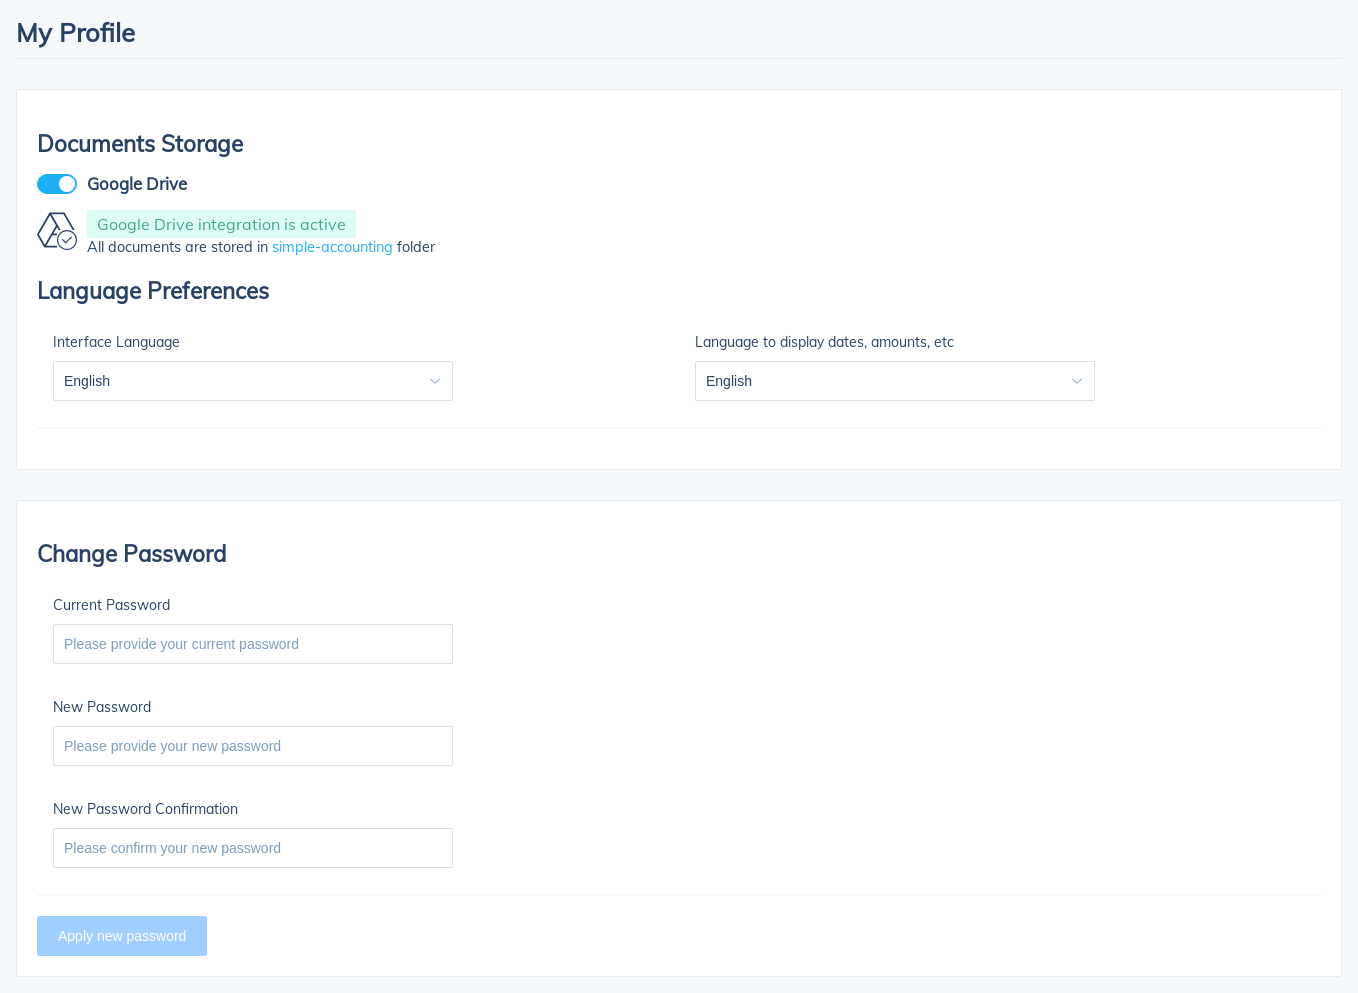 My Profile
Documents Storage
Google Drive
Google Drive integration is active
All documents are stored in simple-accounting folder
Language Preferences
Interface Language
Language to display dates, amounts, etc
English
English
Change Password
Current Password
Please provide your current password
New Password
Please provide your new password
New Password Confirmation
Please confirm your new password
Apply new password